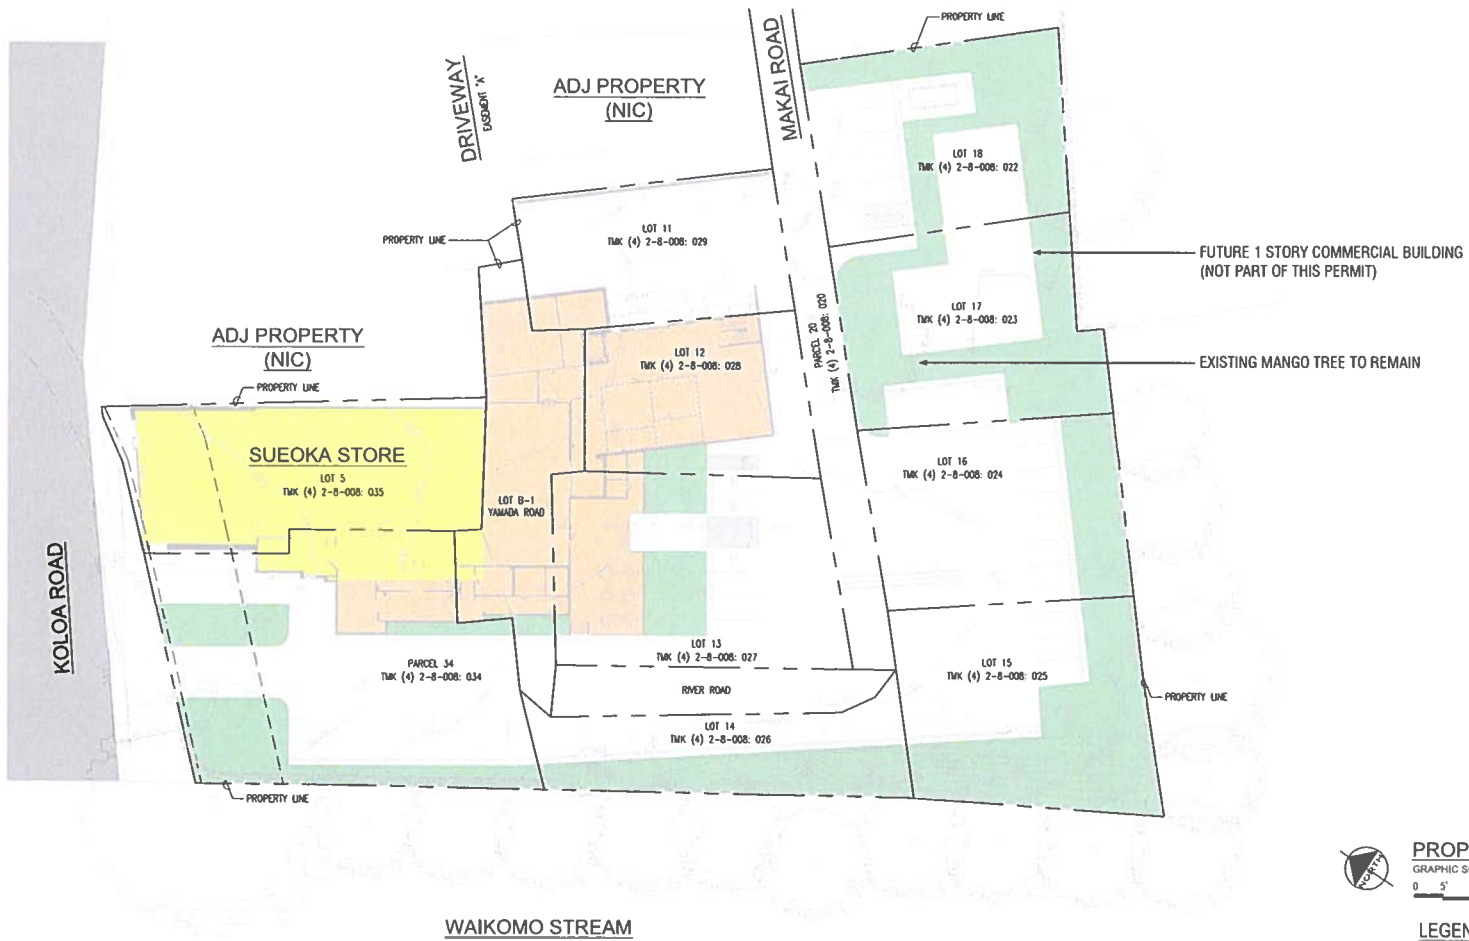 PROPERTY LINE
MAKAI ROAD
DRIVEWAY
EASEMENT "A"
ADJ PROPERTY
(NIC)
LOT 18
TMK (4) 2-8-008: 022
LOT 11
TMK (4) 2-8-008: 029
PROPERTY LINE
FUTURE 1 STORY COMMERCIAL BUILDING
(NOT PART OF THIS PERMIT)
LOT 17
TMK (4) 2-8-008: 023
PARCEL 20
TMK (4) 2-8-008: 020
ADJ PROPERTY
(NIC)
LOT 12
TMK (4) 2-8-008: 028
EXISTING MANGO TREE TO REMAIN
PROPERTY LINE
SUEOKA STORE
LOT 5
TMK (4) 2-8-008: 035
LOT 16
TMK (4) 2-8-008: 024
LOT B-1
YAMADA ROAD
KOLOA ROAD
LOT 13
TMK (4) 2-8-008: 027
PARCEL 34
TMK (4) 2-8-008: 034
LOT 15
TMK (4) 2-8-008: 025
RIVER ROAD
PROPERTY LINE
LOT 14
TMK (4) 2-8-008: 026
PROPERTY LINE
NORTH
PROP
GRAPHIC S
0 5'
WAIKOMO STREAM
LEGEN